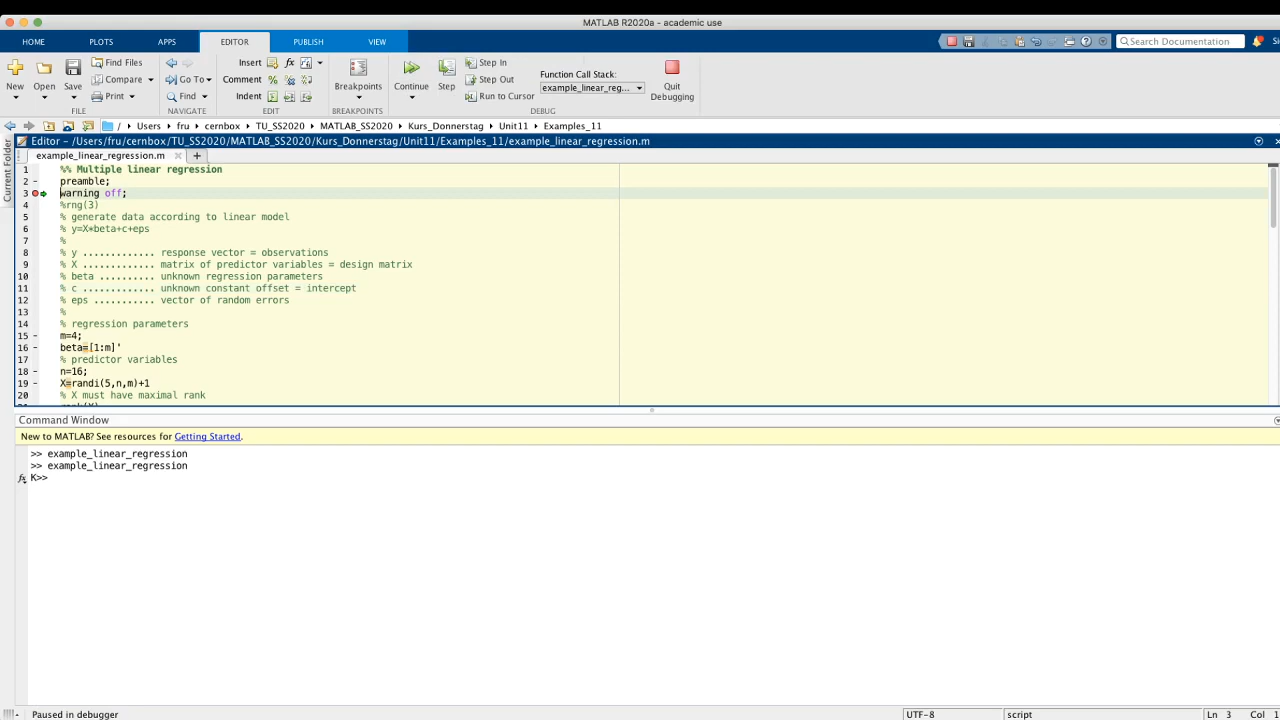 MATLAB R2020a - academic use
HOME PLOTS APPS EDITOR PUBLISH VIEW
Search Documentation
New Open Save
Find Files
Compare
Print
FILE
Go To
Find
NAVIGATE
Insert fx
Comment % %
Indent
EDIT
Breakpoints
BREAKPOINTS
Continue Step
Step In
Step Out
Run to Cursor
Function Call Stack:
example_linear_reg...
DEBUG
Quit Debugging
/ Users fru cernbox TU_SS2020 MATLAB_SS2020 Kurs_Donnerstag Unit11 Examples_11
Current Folder
Editor – /Users/fru/cernbox/TU_SS2020/MATLAB_SS2020/Kurs_Donnerstag/Unit11/Examples_11/example_linear_regression.m
example_linear_regression.m × +
1 %% Multiple linear regression
2 – preamble;
3 warning off;
4 %rng(3)
5 % generate data according to linear model
6 % y=X*beta+c+eps
7 %
8 % y ............. response vector = observations
9 % X ............. matrix of predictor variables = design matrix
10 % beta .......... unknown regression parameters
11 % c ............. unknown constant offset = intercept
12 % eps ........... vector of random errors
13 %
14 % regression parameters
15 – m=4;
16 – beta=[1:m]'
17 % predictor variables
18 – n=16;
19 – X=randi(5,n,m)+1
20 % X must have maximal rank
Command Window
New to MATLAB? See resources for Getting Started.
>> example_linear_regression
>> example_linear_regression
fx K>>
Paused in debugger
UTF-8 script Ln 3 Col 1